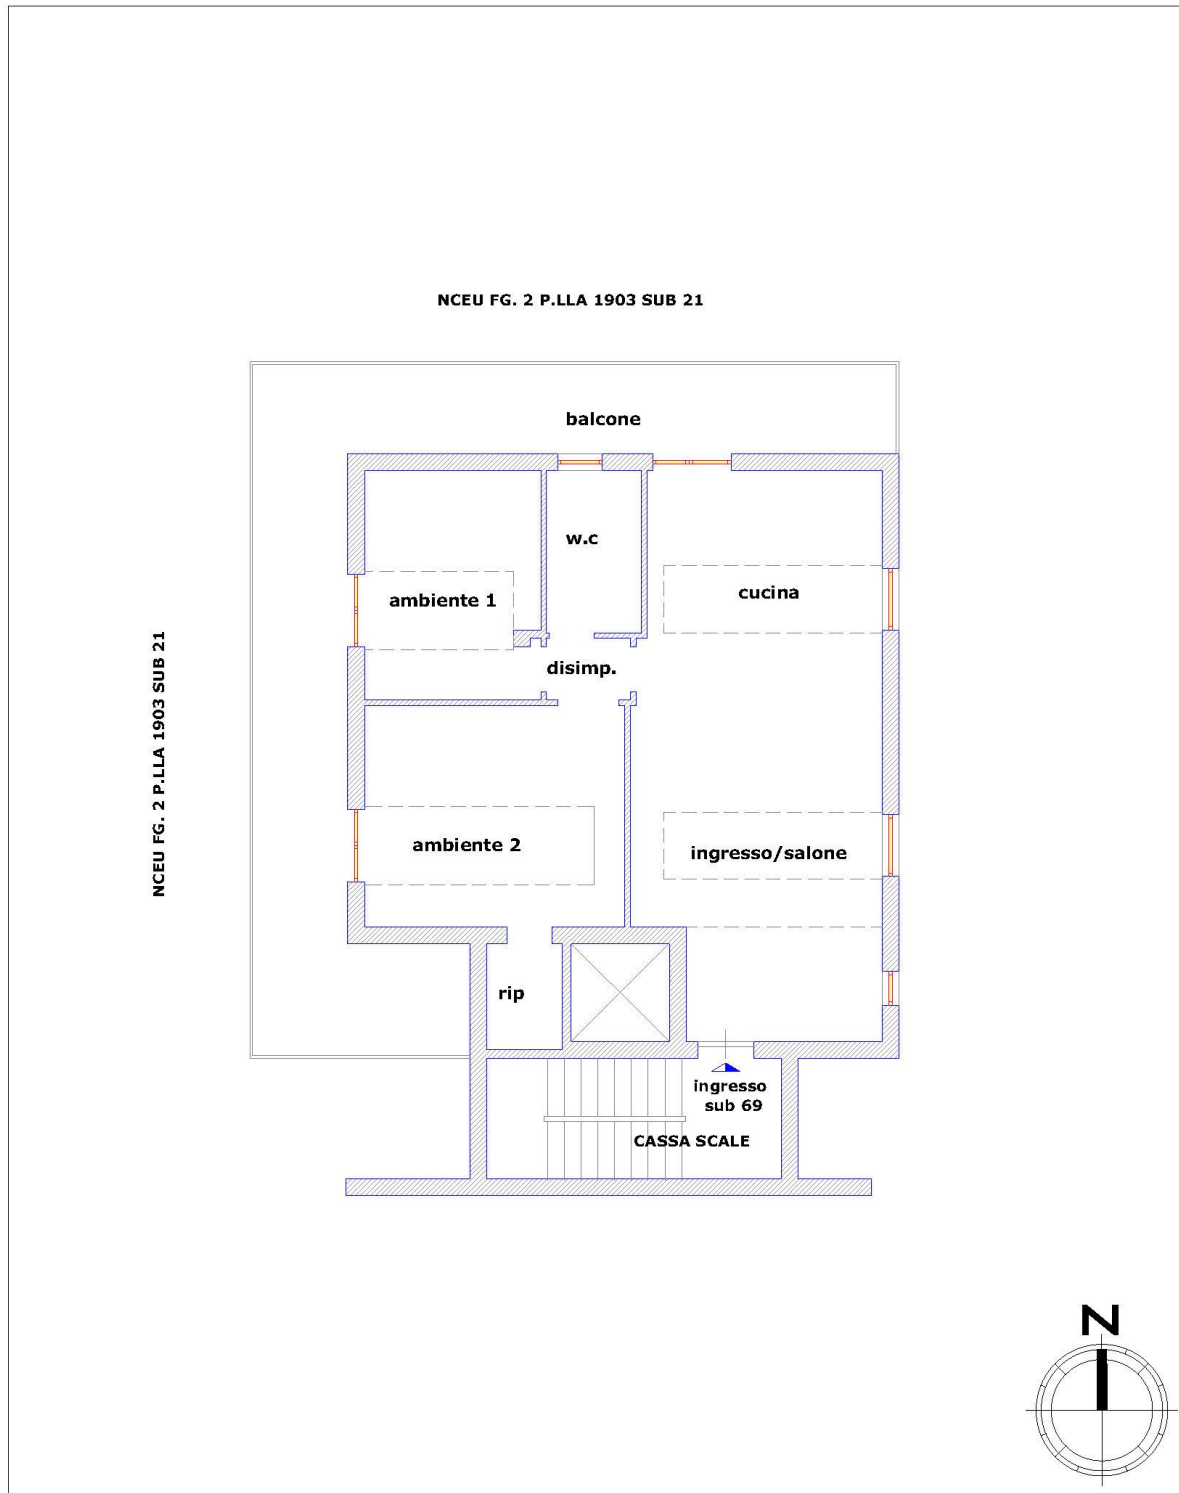 NCEU FG. 2 P.LLA 1903 SUB 21
balcone
w.c
cucina
ambiente 1
NCEU FG. 2 P.LLA 1903 SUB 21
disimp.
ambiente 2
ingresso/salone
rip
ingresso
sub 69
CASSA SCALE
N